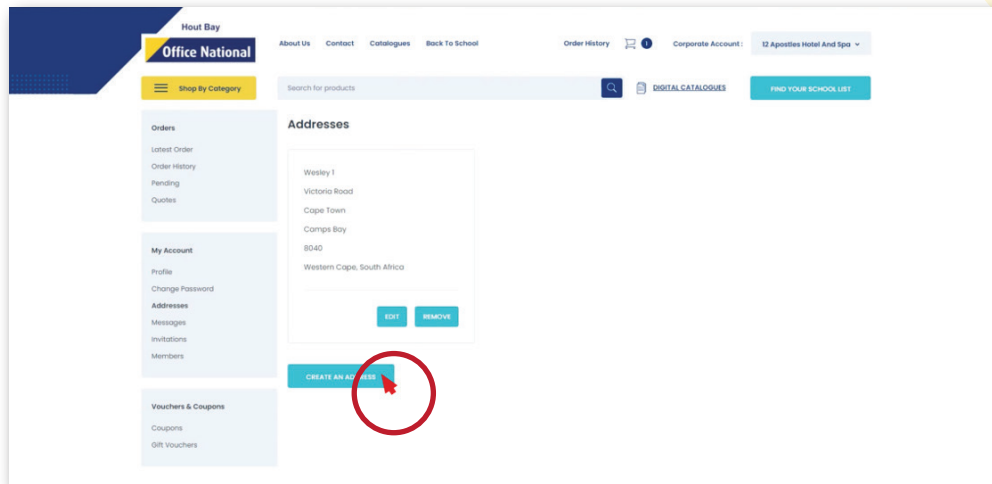 Hout Bay
Office National
About Us Contact Catalogues Back To School
Order History 1 Corporate Account : 12 Apostles Hotel And Spa
Shop By Category
Search for products
DIGITAL CATALOGUES
FIND YOUR SCHOOL LIST
Orders
Latest Order
Order History
Pending
Quotes
My Account
Profile
Change Password
Addresses
Messages
Invitations
Members
Vouchers & Coupons
Coupons
Gift Vouchers
Addresses
Wesley 1
Victoria Road
Cape Town
Camps Bay
8040
Western Cape, South Africa
EDIT REMOVE
CREATE AN ADDRESS